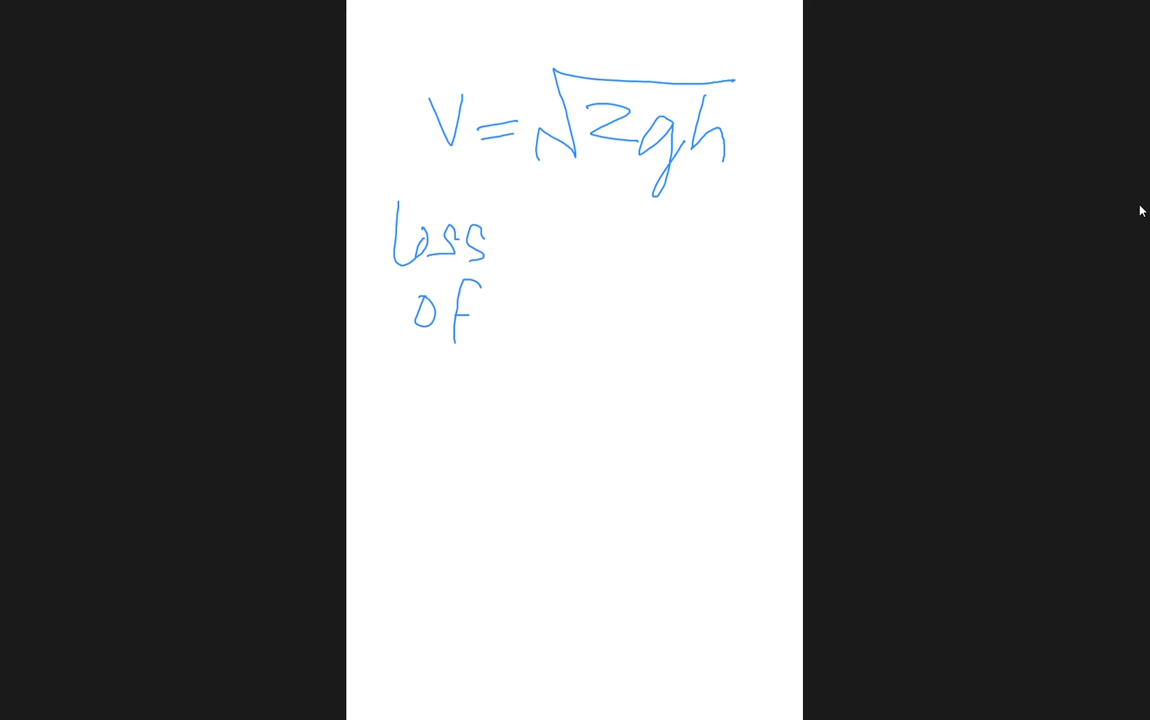 V = √2gh
Loss
of